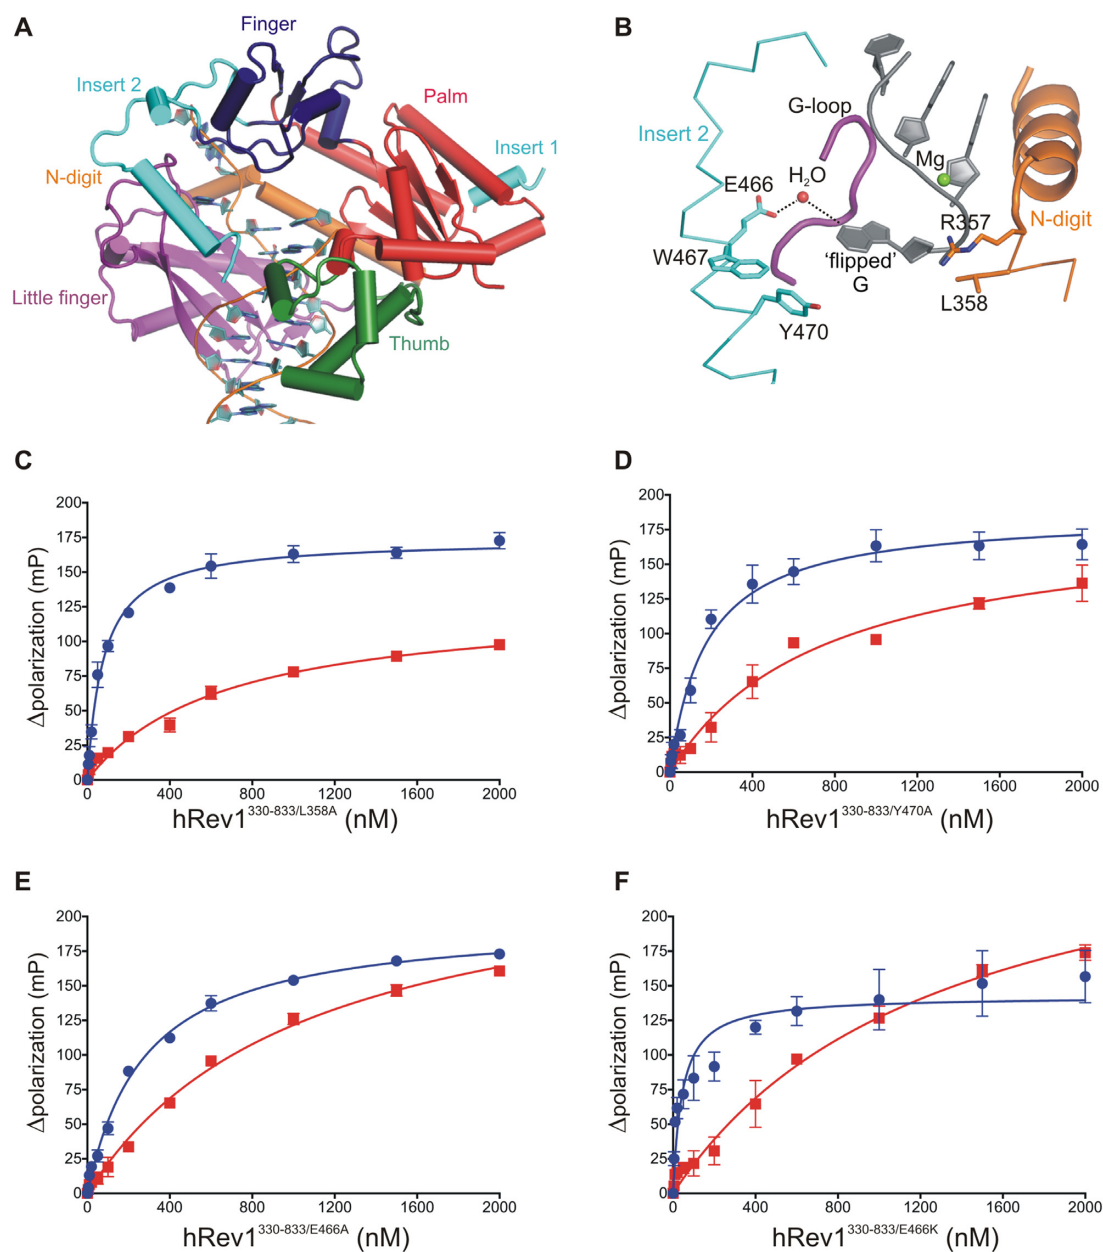 A
Finger
Insert 2
Palm
Insert 1
N-digit
Little finger
Thumb
B
G-loop
Insert 2
Mg
H₂O
E466
R357
N-digit
W467
'flipped'
G
L358
Y470
C
Δpolarization (mP)
200
175
150
125
100
75
50
25
0
0 400 800 1200 1600 2000
hRev1³³⁰⁻⁸³³/L358A (nM)
D
Δpolarization (mP)
200
175
150
125
100
75
50
25
0
0 400 800 1200 1600 2000
hRev1³³⁰⁻⁸³³/Y470A (nM)
E
Δpolarization (mP)
200
175
150
125
100
75
50
25
0
0 400 800 1200 1600 2000
hRev1³³⁰⁻⁸³³/E466A (nM)
F
Δpolarization (mP)
200
175
150
125
100
75
50
25
0
0 400 800 1200 1600 2000
hRev1³³⁰⁻⁸³³/E466K (nM)